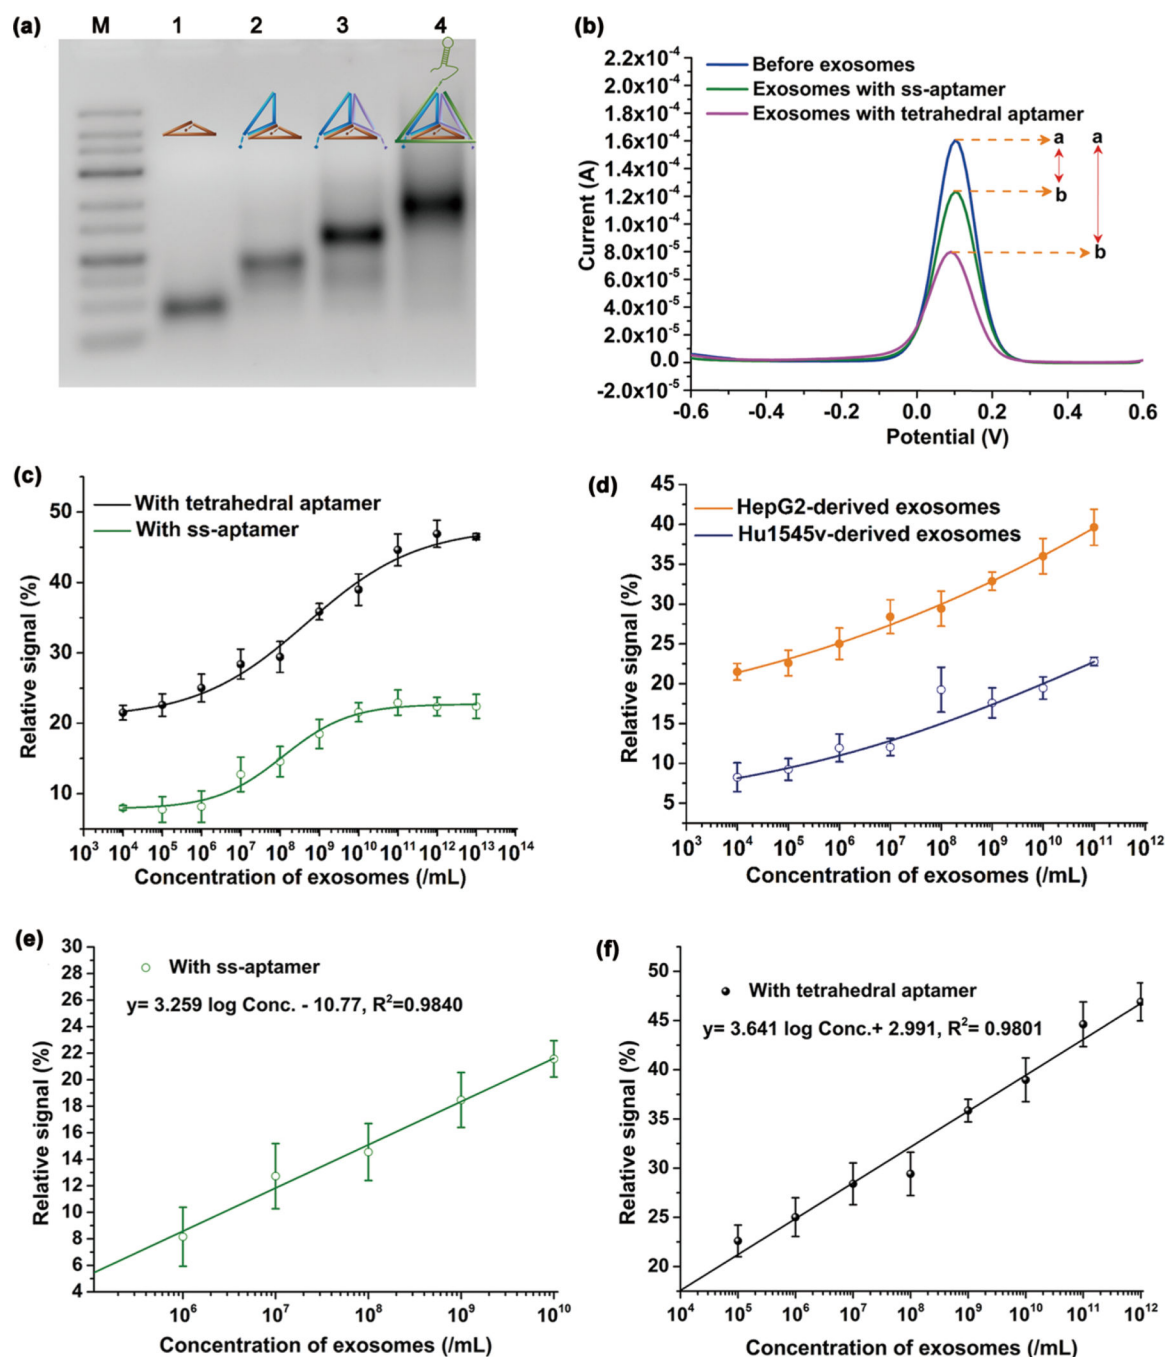 (a)
M 1 2 3 4
(b)
2.2x10⁻⁴
2.0x10⁻⁴
1.8x10⁻⁴
1.6x10⁻⁴
1.4x10⁻⁴
1.2x10⁻⁴
1.0x10⁻⁴
8.0x10⁻⁵
6.0x10⁻⁵
4.0x10⁻⁵
2.0x10⁻⁵
0.0
-2.0x10⁻⁵
Current (A)
Before exosomes
Exosomes with ss-aptamer
Exosomes with tetrahedral aptamer
a a
b
b
-0.6 -0.4 -0.2 0.0 0.2 0.4 0.6
Potential (V)
(c)
With tetrahedral aptamer
With ss-aptamer
50
40
30
20
10
Relative signal (%)
10³ 10⁴ 10⁵ 10⁶ 10⁷ 10⁸ 10⁹ 10¹⁰ 10¹¹ 10¹² 10¹³ 10¹⁴
Concentration of exosomes (/mL)
(d)
HepG2-derived exosomes
Hu1545v-derived exosomes
45
40
35
30
25
20
15
10
5
Relative signal (%)
10³ 10⁴ 10⁵ 10⁶ 10⁷ 10⁸ 10⁹ 10¹⁰ 10¹¹ 10¹²
Concentration of exosomes (/mL)
(e)
With ss-aptamer
y= 3.259 log Conc. - 10.77, R²=0.9840
30
28
26
24
22
20
18
16
14
12
10
8
6
4
Relative signal (%)
10⁶ 10⁷ 10⁸ 10⁹ 10¹⁰
Concentration of exosomes (/mL)
(f)
With tetrahedral aptamer
y= 3.641 log Conc.+ 2.991, R²= 0.9801
50
45
40
35
30
25
20
Relative signal (%)
10⁴ 10⁵ 10⁶ 10⁷ 10⁸ 10⁹ 10¹⁰ 10¹¹ 10¹²
Concentration of exosomes (/mL)